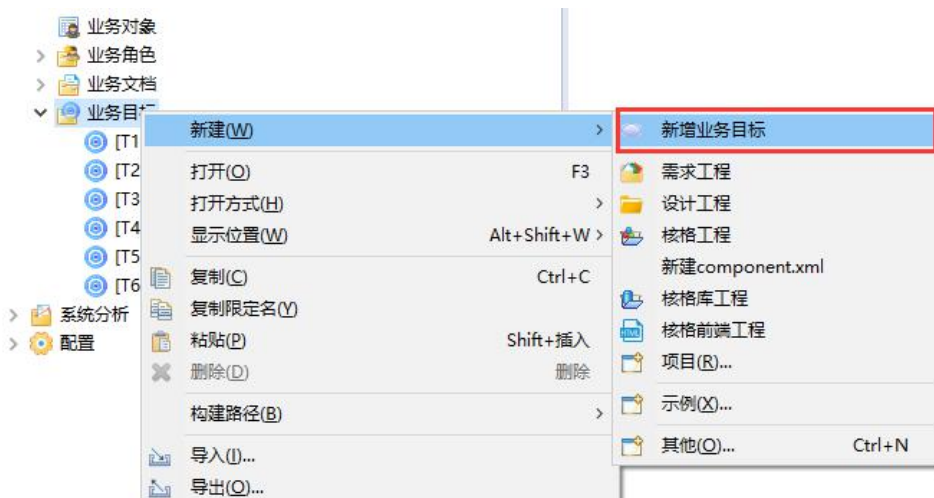 业务对象
业务角色
业务文档
业务目标
[T1
[T2
[T3
[T4
[T5
[T6
系统分析
配置
新建(W)
打开(O) F3
打开方式(H)
显示位置(W) Alt+Shift+W
复制(C) Ctrl+C
复制限定名(Y)
粘贴(P) Shift+插入
删除(D) 删除
构建路径(B)
导入(I)...
导出(O)...
新增业务目标
需求工程
设计工程
核格工程
新建component.xml
核格库工程
HTML
核格前端工程
项目(R)...
示例(X)...
其他(O)... Ctrl+N